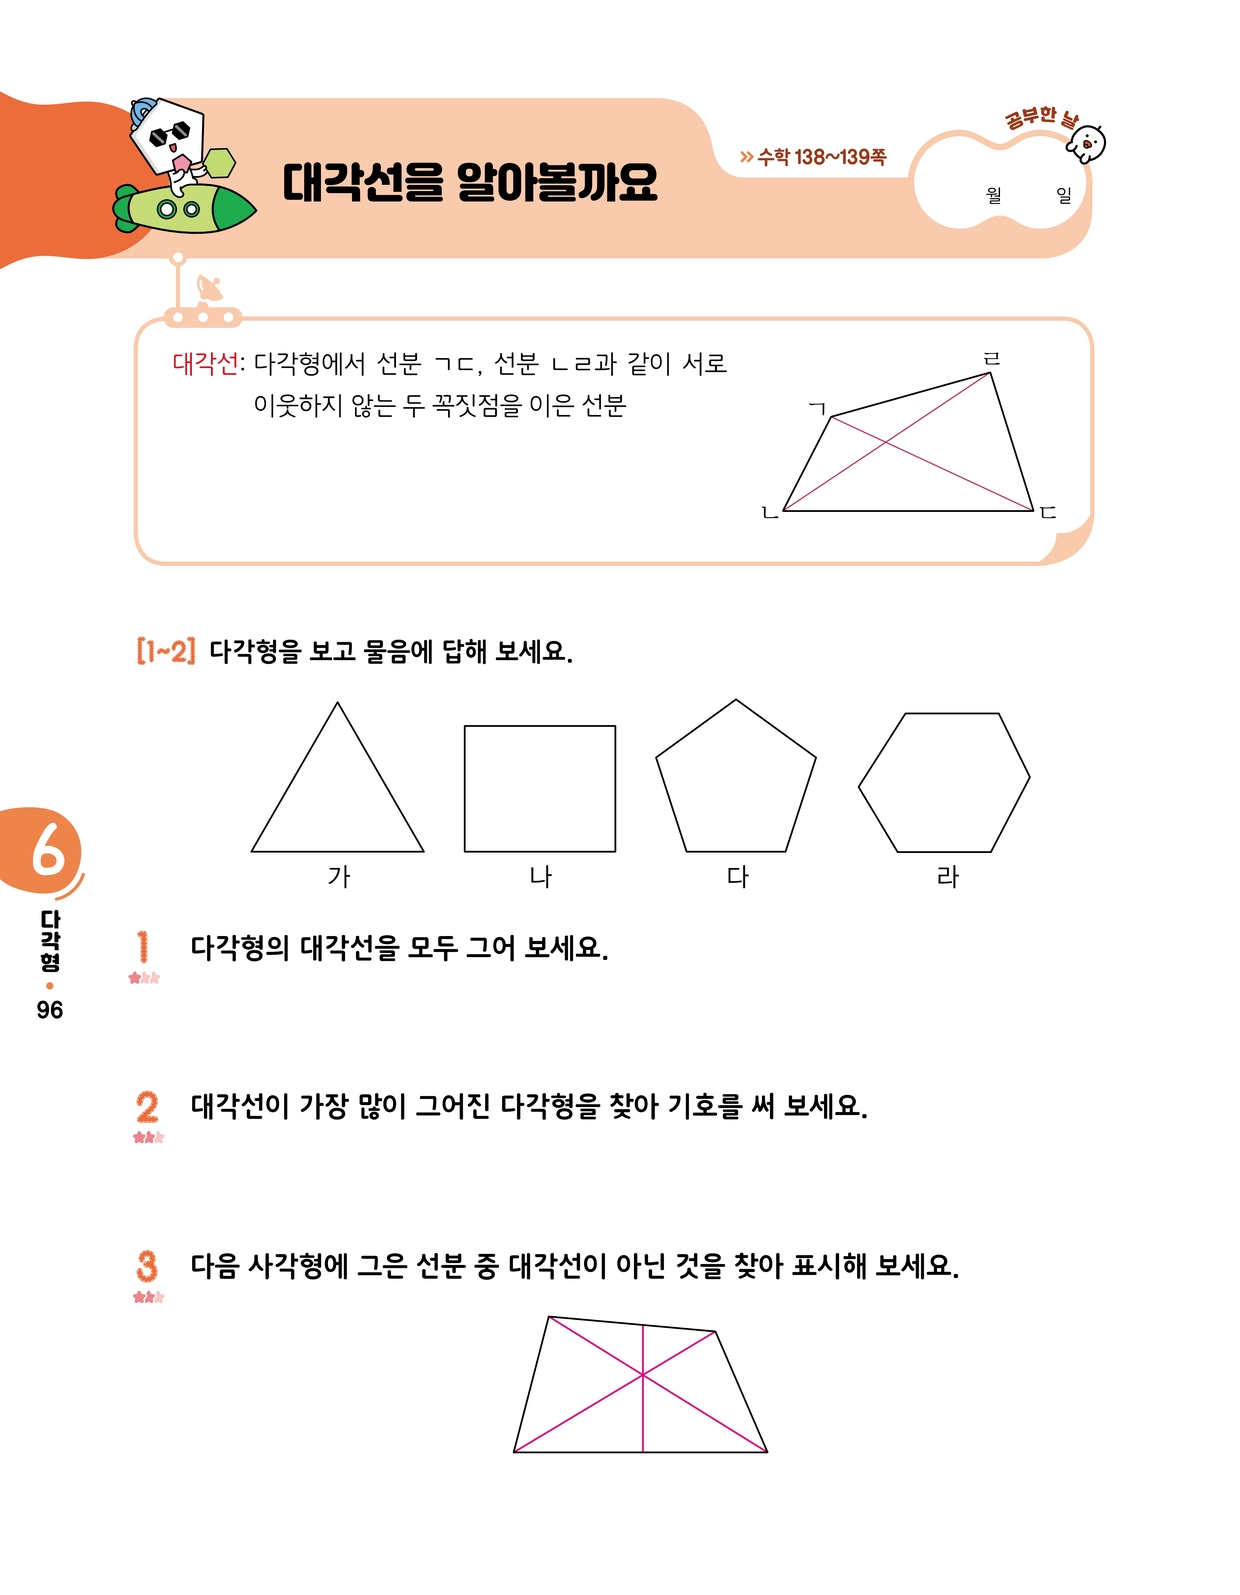 대각선을 알아볼까요
수학 138~139쪽
공부한 날
월 일
대각선: 다각형에서 선분 ㄱㄷ, 선분 ㄴㄹ과 같이 서로
이웃하지 않는 두 꼭짓점을 이은 선분
ㄹ
ㄱ
ㄴ ㄷ
[1~2] 다각형을 보고 물음에 답해 보세요.
가 나 다 라
6
다각형
96
1 다각형의 대각선을 모두 그어 보세요.
2 대각선이 가장 많이 그어진 다각형을 찾아 기호를 써 보세요.
3 다음 사각형에 그은 선분 중 대각선이 아닌 것을 찾아 표시해 보세요.